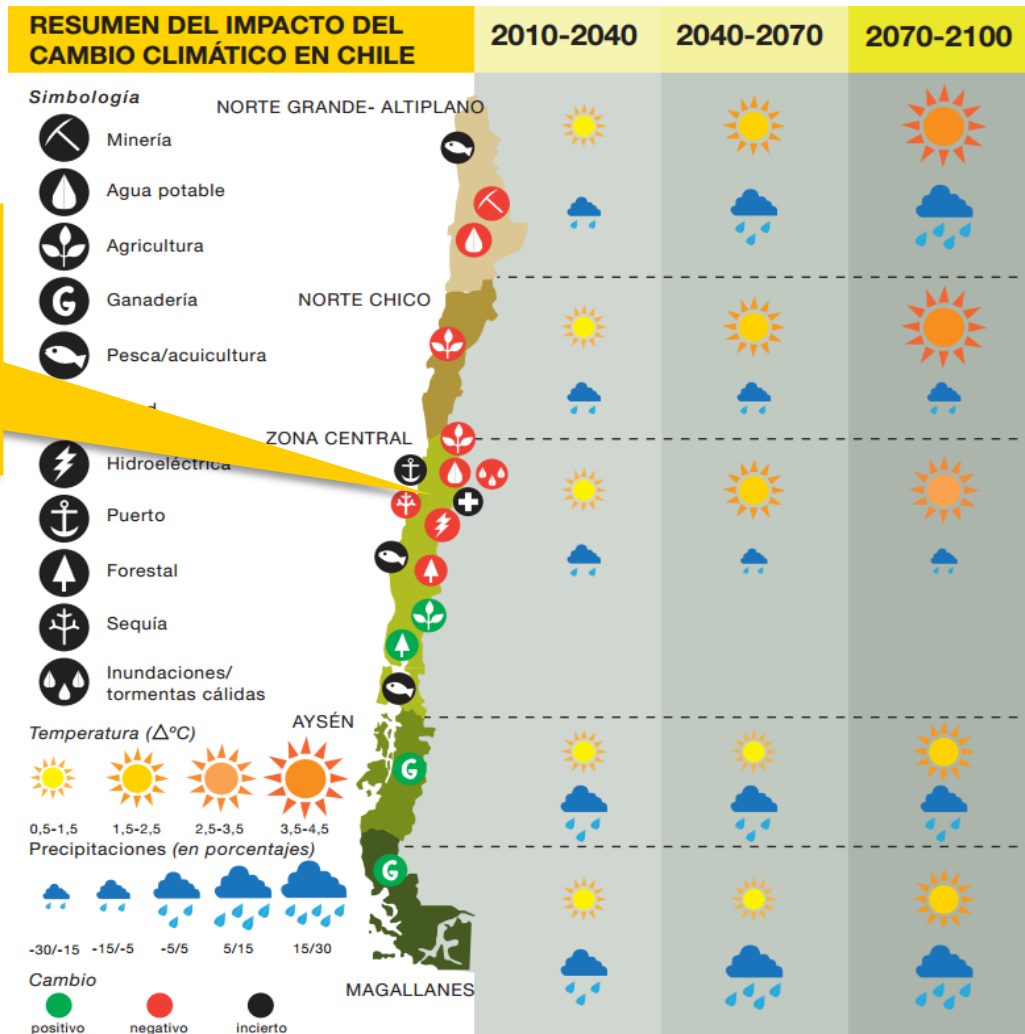 RESUMEN DEL IMPACTO DEL
CAMBIO CLIMÁTICO EN CHILE
2010-2040
2040-2070
2070-2100
Simbología
Minería
Agua potable
Agricultura
Ganadería
Pesca/acuicultura
Hidroeléctrica
Puerto
Forestal
Sequía
Inundaciones/
tormentas cálidas
NORTE GRANDE- ALTIPLANO
NORTE CHICO
ZONA CENTRAL
AYSÉN
MAGALLANES
G
G
G
Temperatura (△ºC)
0,5-1,5 1,5-2,5 2,5-3,5 3,5-4,5
Precipitaciones (en porcentajes)
-30/-15 -15/-5 -5/5 5/15 15/30
Cambio
positivo negativo incierto